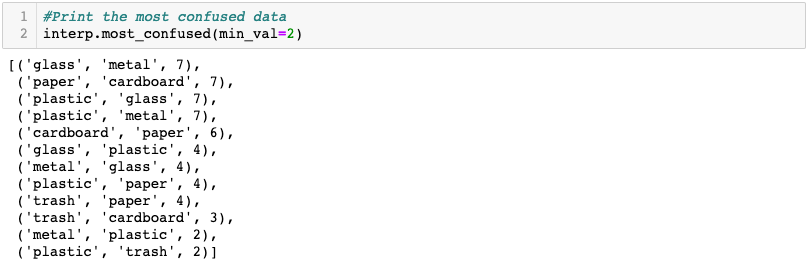 1 #Print the most confused data
2 interp.most_confused(min_val=2)
[('glass', 'metal', 7),
('paper', 'cardboard', 7),
('plastic', 'glass', 7),
('plastic', 'metal', 7),
('cardboard', 'paper', 6),
('glass', 'plastic', 4),
('metal', 'glass', 4),
('plastic', 'paper', 4),
('trash', 'paper', 4),
('trash', 'cardboard', 3),
('metal', 'plastic', 2),
('plastic', 'trash', 2)]